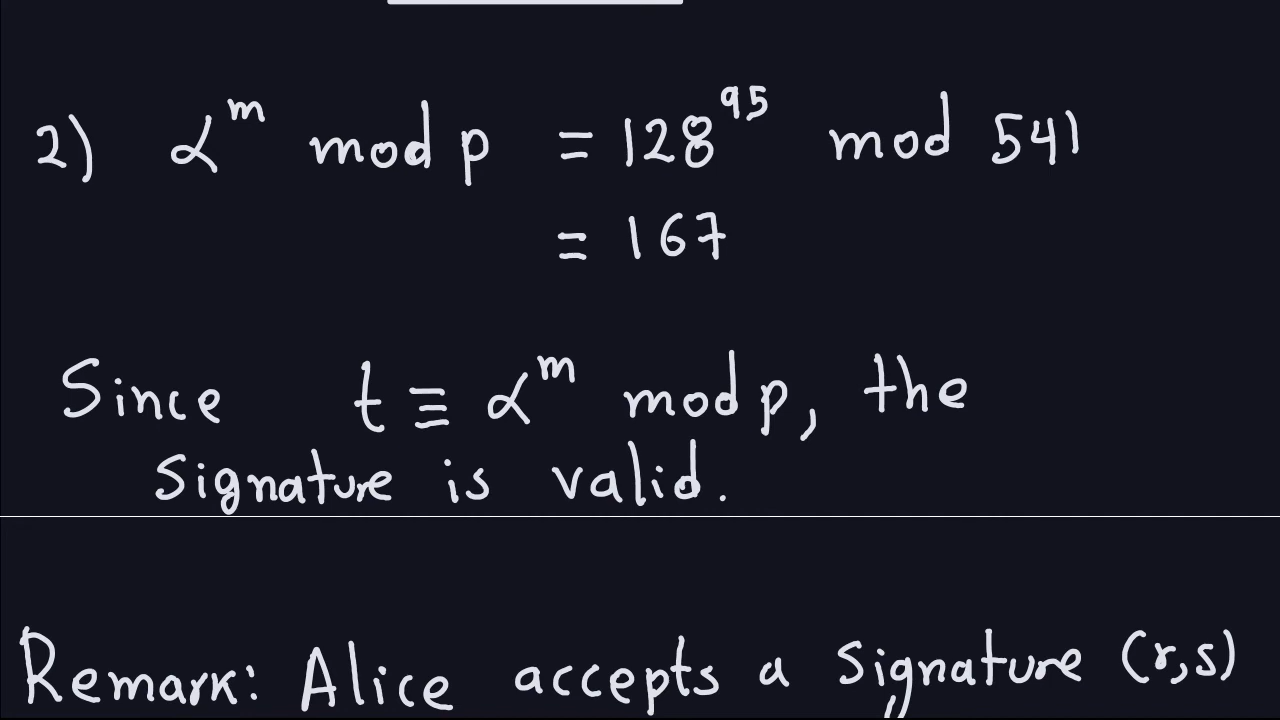 2) α^m mod p = 128^95 mod 541
= 167
Since t ≡ α^m mod p, the
signature is valid.
Remark: Alice accepts a signature (r,s)